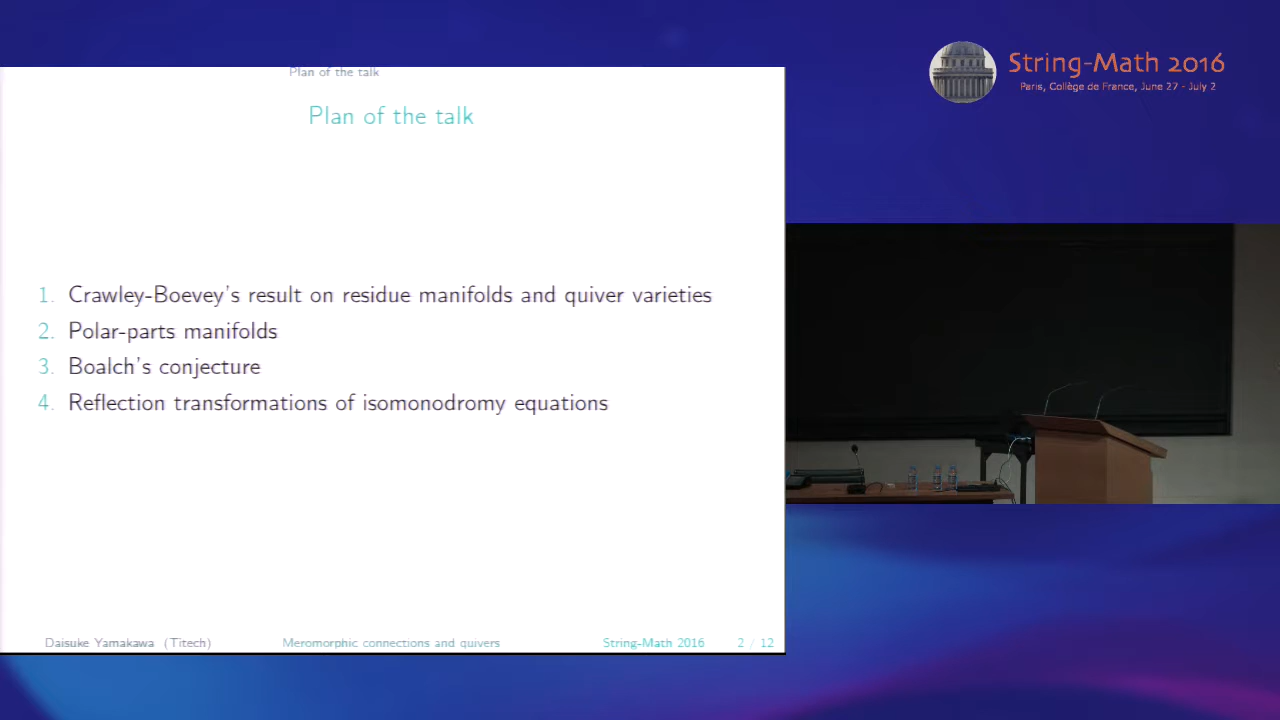 Plan of the talk
String-Math 2016
Paris, Collège de France, June 27 - July 2
Plan of the talk
1. Crawley-Boevey's result on residue manifolds and quiver varieties
2. Polar-parts manifolds
3. Boalch's conjecture
4. Reflection transformations of isomonodromy equations
Daisuke Yamakawa (Titech) Meromorphic connections and quivers String-Math 2016 2 / 12